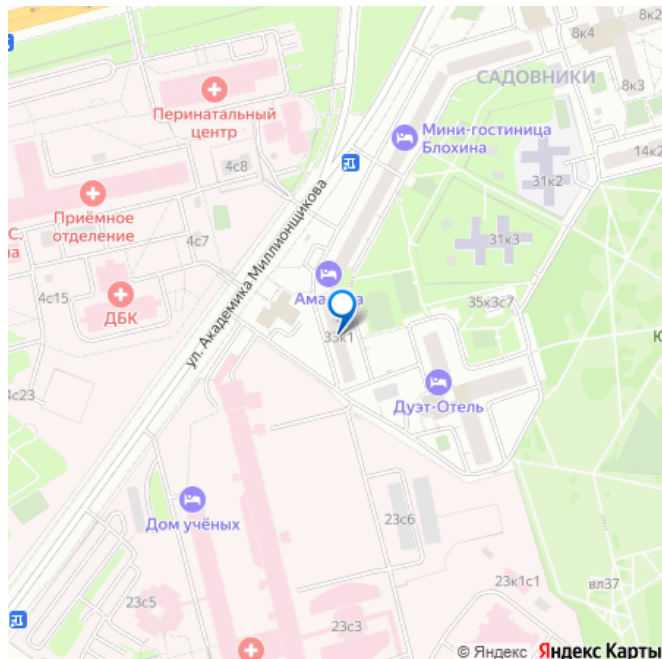 8к2
8к4
САДОВНИКИ
8к3
Перинатальный
центр
Мини-гостиница
Блохина
14к2
4с8
31к2
Приёмное
отделение
4с7
31к3
ул. Академика Миллионщикова
4с15
ДБК
35к3с7
33к1
4с23
Дуэт-Отель
Дом учёных
23с6
23к1с1
вл37
23с5
23с3
© Яндекс Яндекс Карты